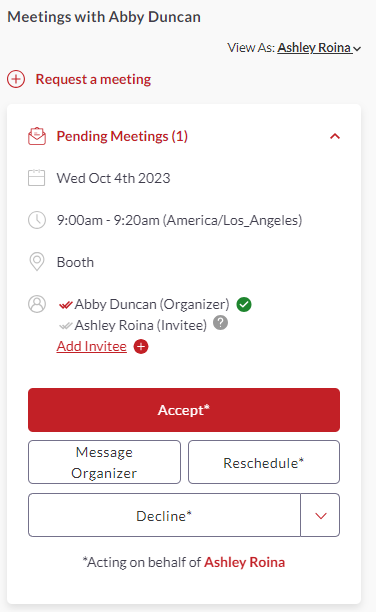 Meetings with Abby Duncan
View As: Ashley Roina
Request a meeting
Pending Meetings (1)
Wed Oct 4th 2023
9:00am - 9:20am (America/Los_Angeles)
Booth
Abby Duncan (Organizer)
Ashley Roina (Invitee) ?
Add Invitee
Accept*
Message
Organizer
Reschedule*
Decline*
*Acting on behalf of Ashley Roina